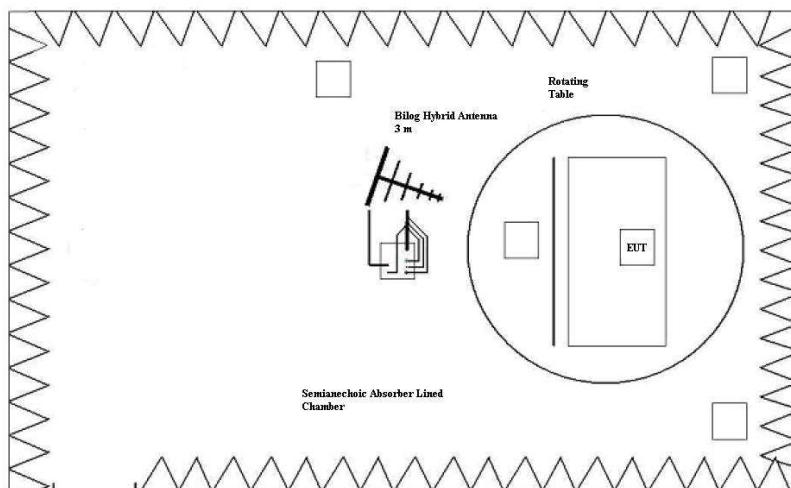 Rotating
Table
Bilog Hybrid Antenna
3 m
EUT
Semianechoic Absorber Lined
Chamber